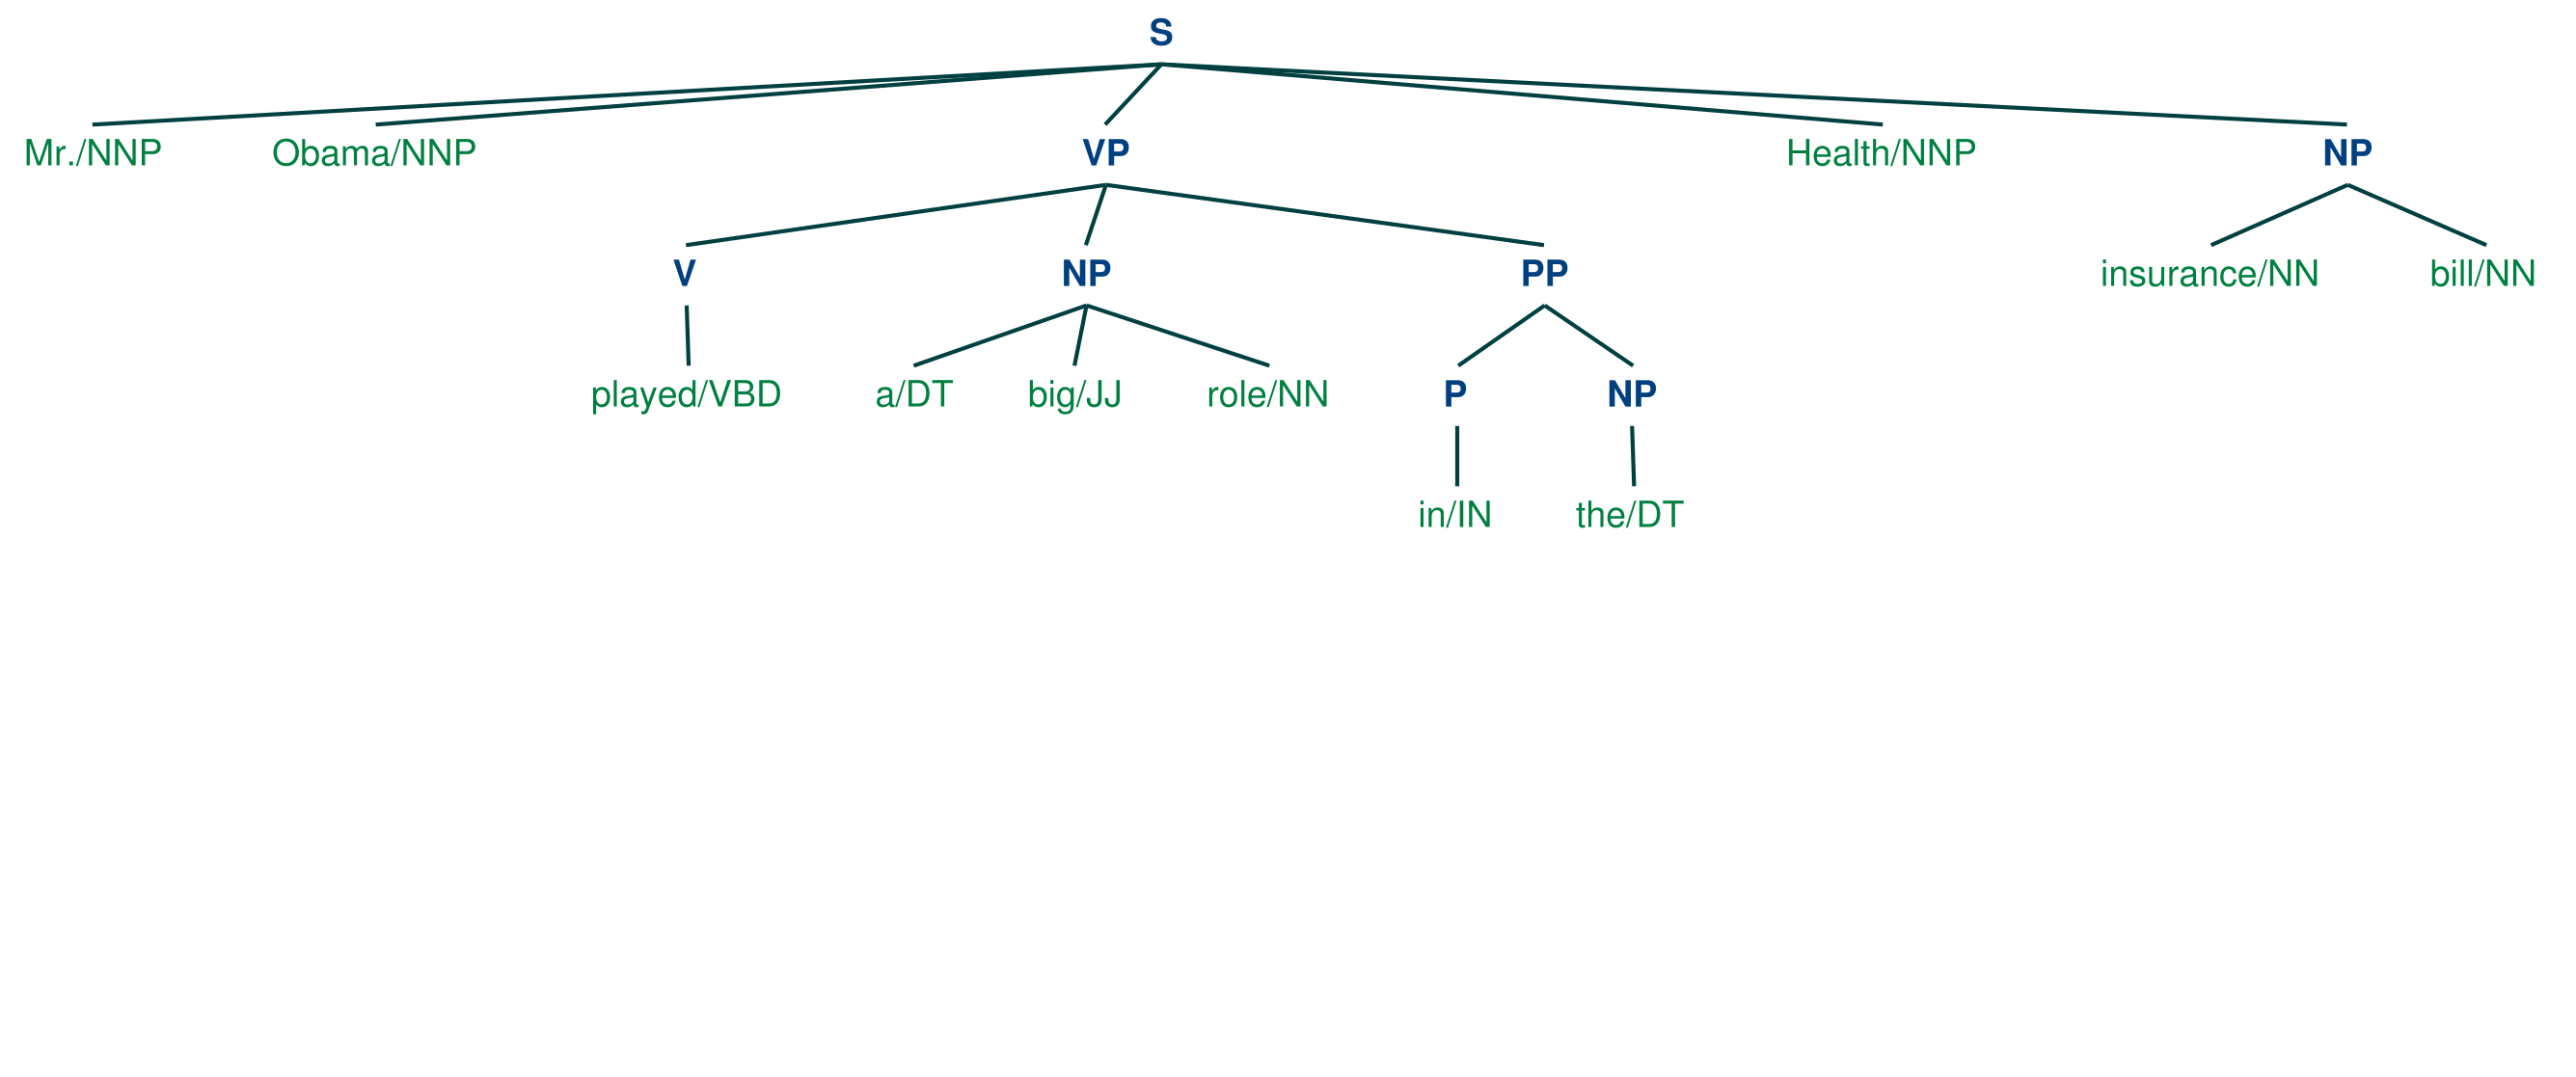 S
Mr./NNP Obama/NNP VP Health/NNP NP
V NP PP insurance/NN bill/NN
played/VBD a/DT big/JJ role/NN P NP
in/IN the/DT